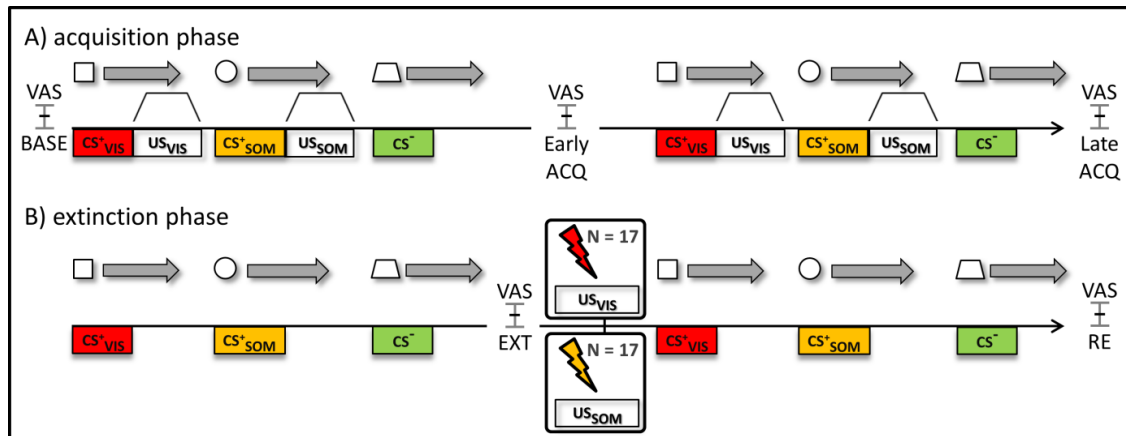 A) acquisition phase
VAS VAS VAS
BASE CS⁺VIS USVIS CS⁺SOM USSOM CS⁻ Early CS⁺VIS USVIS CS⁺SOM USSOM CS⁻ Late
ACQ ACQ
B) extinction phase
N = 17
USVIS
VAS VAS
CS⁺VIS CS⁺SOM CS⁻ EXT CS⁺VIS CS⁺SOM CS⁻ RE
N = 17
USSOM